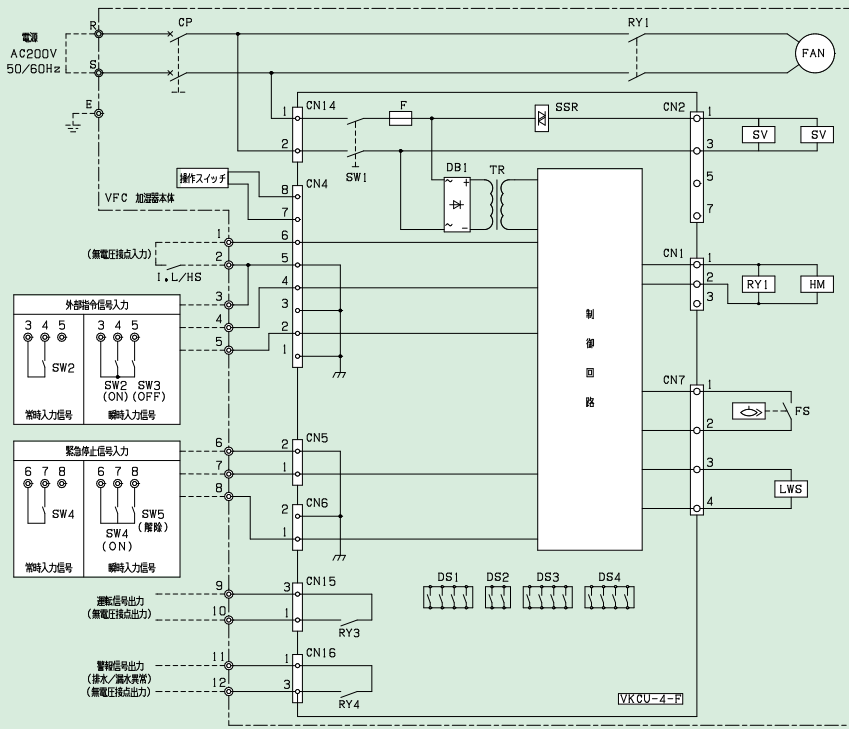 CP
RY1
R
電源
AC200V
50/60Hz
S
FAN
E
1
CN14
F
SSR
CN2
1
2
SW1
SV
SV
3
DB1
TR
操作スイッチ
CN4
8
5
VFC 加湿器本体
7
7
1
6
(無電圧接点入力)
2
5
CN1
1
1.L/HS
4
2
RY1
HM
3
3
3
外部指令信号入力
4
2
3 4 5
3 4 5
5
1
SW2
SW2
(ON)
SW3
(OFF)
常時入力信号
瞬時入力信号
制
御
回
路
CN7
1
FS
2
緊急停止信号入力
6
2
CN5
7
1
3
6 7 8
6 7 8
8
CN6
LWS
SW4
SW5
(解除)
2
4
SW4
(ON)
1
常時入力信号
瞬時入力信号
DS1
DS2
DS3
DS4
9
3
CN15
運転信号出力
(無電圧接点出力)
10
1
RY3
警報信号出力
(排水/漏水異常)
(無電圧接点出力)
11
1
CN16
12
3
RY4
VKCU-4-F